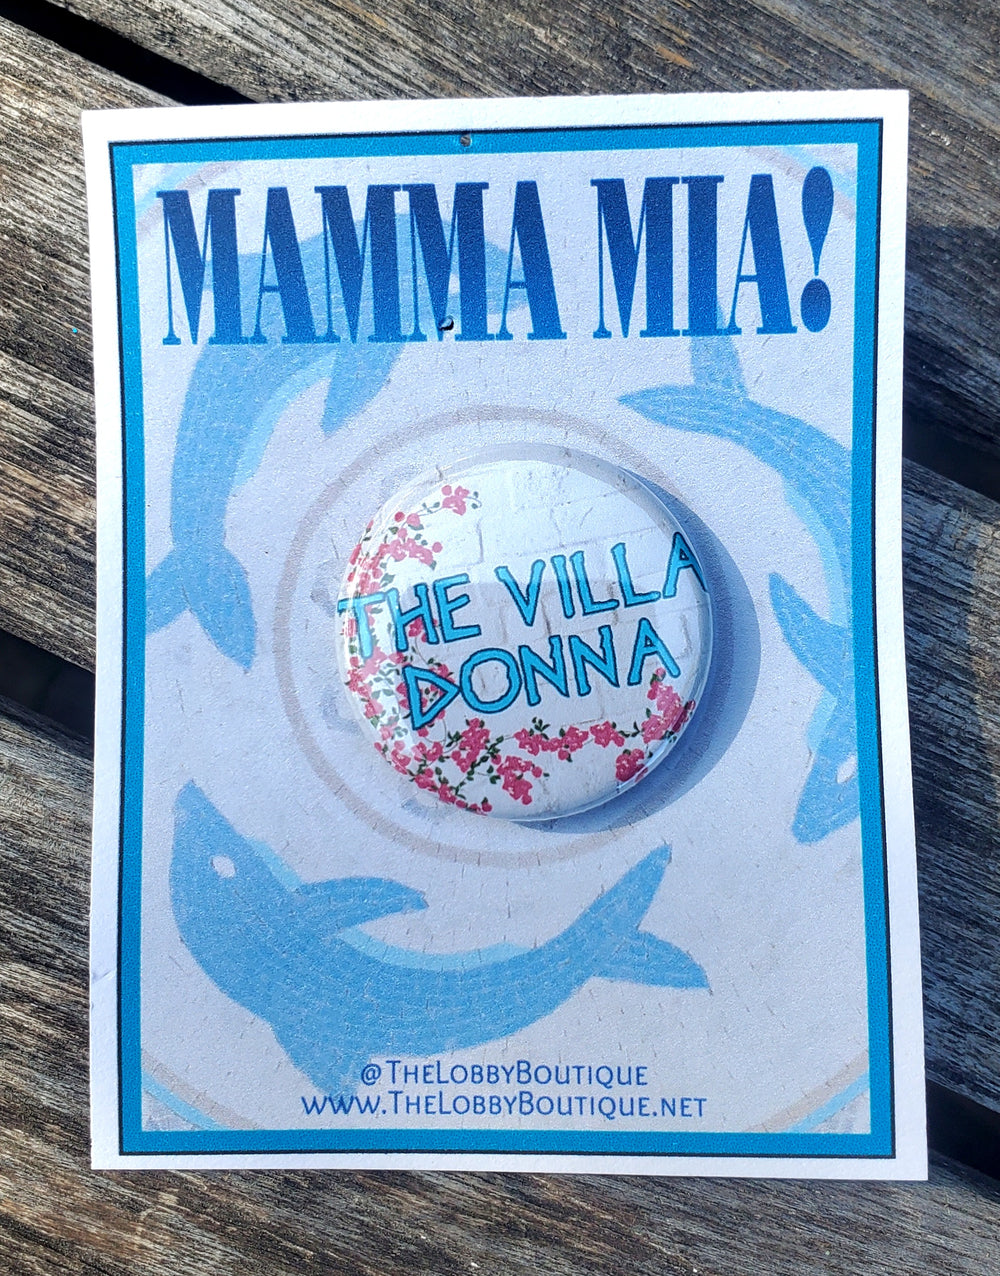 MAMMA MIA!
THE VILLA
DONNA
@THELOBBYBOUTIQUE
WWW.THELOBBYBOUTIQUE.NET